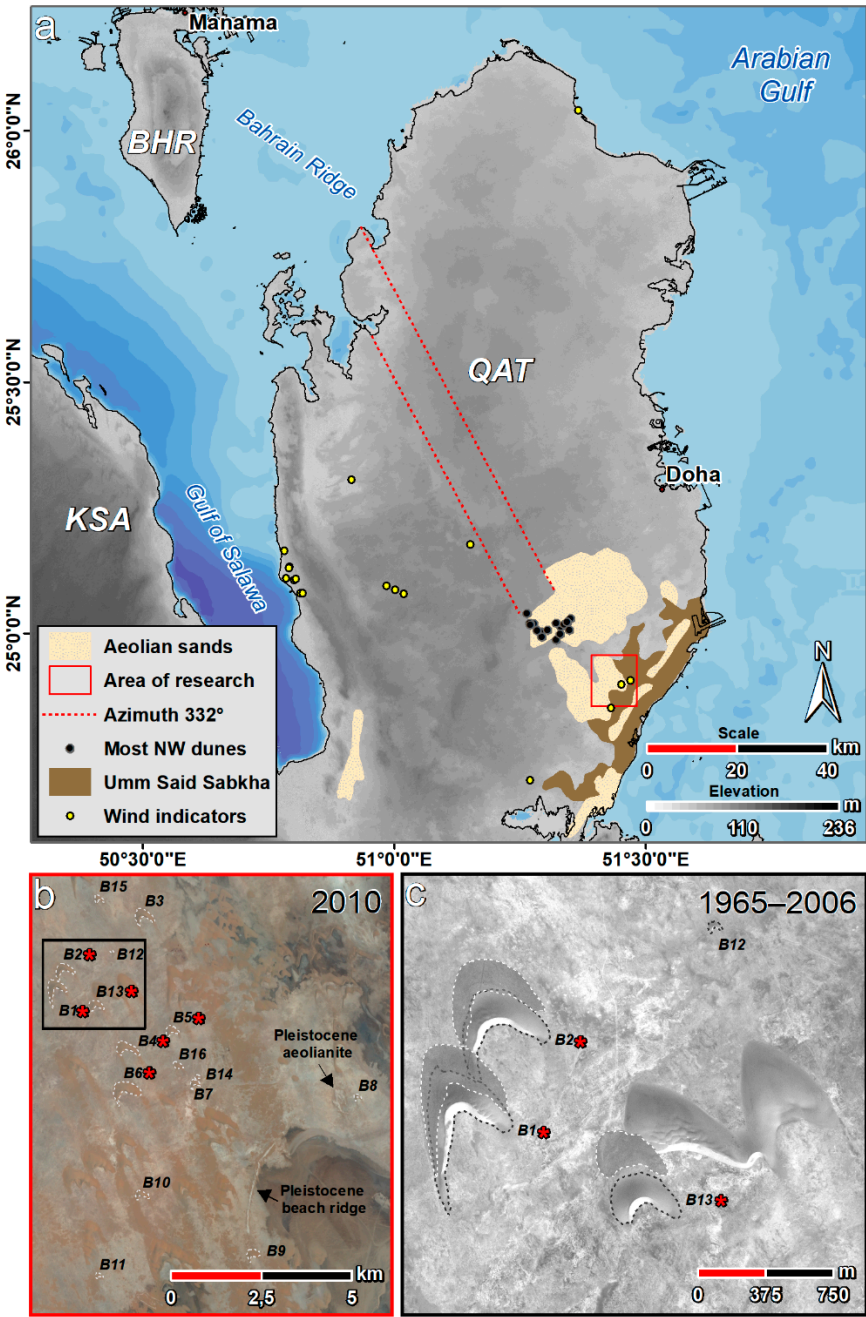 a
Manama
Arabian
Gulf
BHR
Bahrain
Ridge
26°0'0"N
25°30'0"N
25°0'0"N
QAT
Doha
KSA
Gulf of Salawa
Aeolian sands
Area of research
Azimuth 332º
Most NW dunes
Umm Said Sabkha
Wind indicators
N
Scale
km
0 20 40
Elevation
m
0 110 236
50°30'0"E
51°0'0"E
51°30'0"E
b
2010
B15
B3
B2
B12
B13
B1
B5
B4
B16
B6
B14
B7
Pleistocene
aeolianite
B8
B10
Pleistocene
beach ridge
B9
B11
km
0 2,5 5
c
1965–2006
B12
B2
B1
B13
m
0 375 750